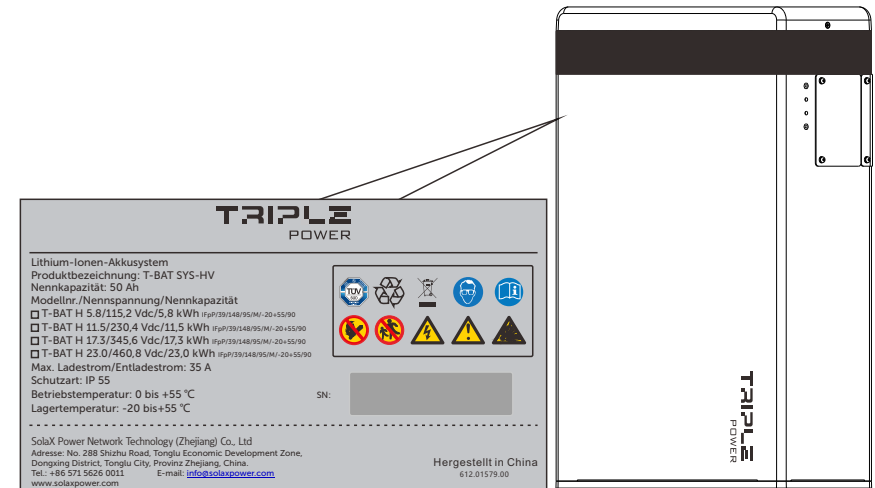 TRIPLE
POWER
Lithium-Ionen-Akkusystem
Produktbezeichnung: T-BAT SYS-HV
Nennkapazität: 50 Ah
Modellnr./Nennspannung/Nennkapazität
T-BAT H 5.8/115,2 Vdc/5,8 kWh IFpP/39/148/95/M/-20+55/90
T-BAT H 11.5/230,4 Vdc/11,5 kWh IFpP/39/148/95/M/-20+55/90
T-BAT H 17.3/345,6 Vdc/17,3 kWh IFpP/39/148/95/M/-20+55/90
T-BAT H 23.0/460,8 Vdc/23,0 kWh IFpP/39/148/95/M/-20+55/90
Max. Ladestrom/Entladestrom: 35 A
Schutzart: IP 55
Betriebstemperatur: 0 bis +55 ℃
Lagertemperatur: -20 bis+55 ℃
TÜV
SN:
SolaX Power Network Technology (Zhejiang) Co., Ltd
Adresse: No. 288 Shizhu Road, Tonglu Economic Development Zone,
Dongxing District, Tonglu City, Provinz Zhejiang, China.
Tel.: +86 571 5626 0011 E-mail: info@solaxpower.com
www.solaxpower.com
Hergestellt in China
612.01579.00
TRIPLE
POWER